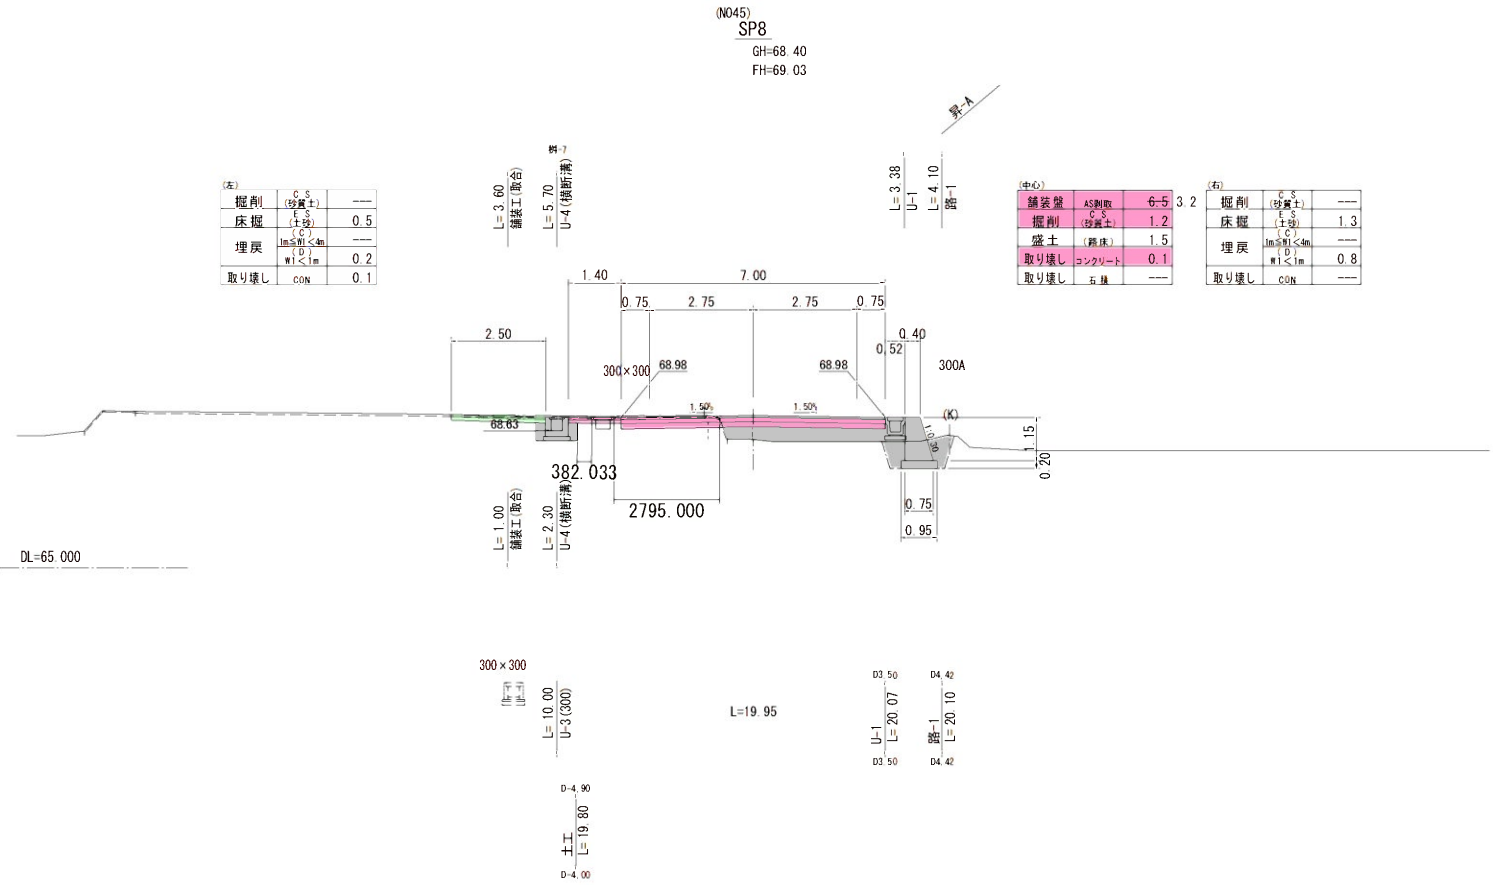 (NO45)
SP8
GH=68.40
FH=69.03
昇-A
L=3.60
舗装工(取合)
L=5.70
U-4(横断溝)
L=3.38
U-1
L=4.10
路-1
(左)
掘削 C S (砂質土) ---
床掘 E S (土砂) 0.5
埋戻 (C) 1m≦W1<4m ---
(D) W1<1m 0.2
取り壊し CON 0.1
(中心)
舗装盤 AS剥取 6.5 3.2
掘削 C S (砂質土) 1.2
盛土 (路床) 1.5
取り壊し コンクリート 0.1
取り壊し 石積 ---
(右)
掘削 C S (砂質土) ---
床掘 E S (土砂) 1.3
埋戻 (C) 1m≦W1<4m ---
(D) W1<1m 0.8
取り壊し CON ---
1.40
7.00
0.75
2.75
2.75
0.75
2.50
0.40
0.52
300×300
68.98
68.98
300A
1.50%
1.50%
(K)
68.63
1:0.30
1.15
0.20
382.033
2795.000
0.75
0.95
L=1.00
舗装工(取合)
L=2.30
U-4(横断溝)
DL=65.000
300×300
L=10.00
U-3(300)
L=19.95
D3.50
U-1
L=20.07
D3.50
D4.42
路-1
L=20.10
D4.42
D-4.90
土工
L=19.80
D-4.00